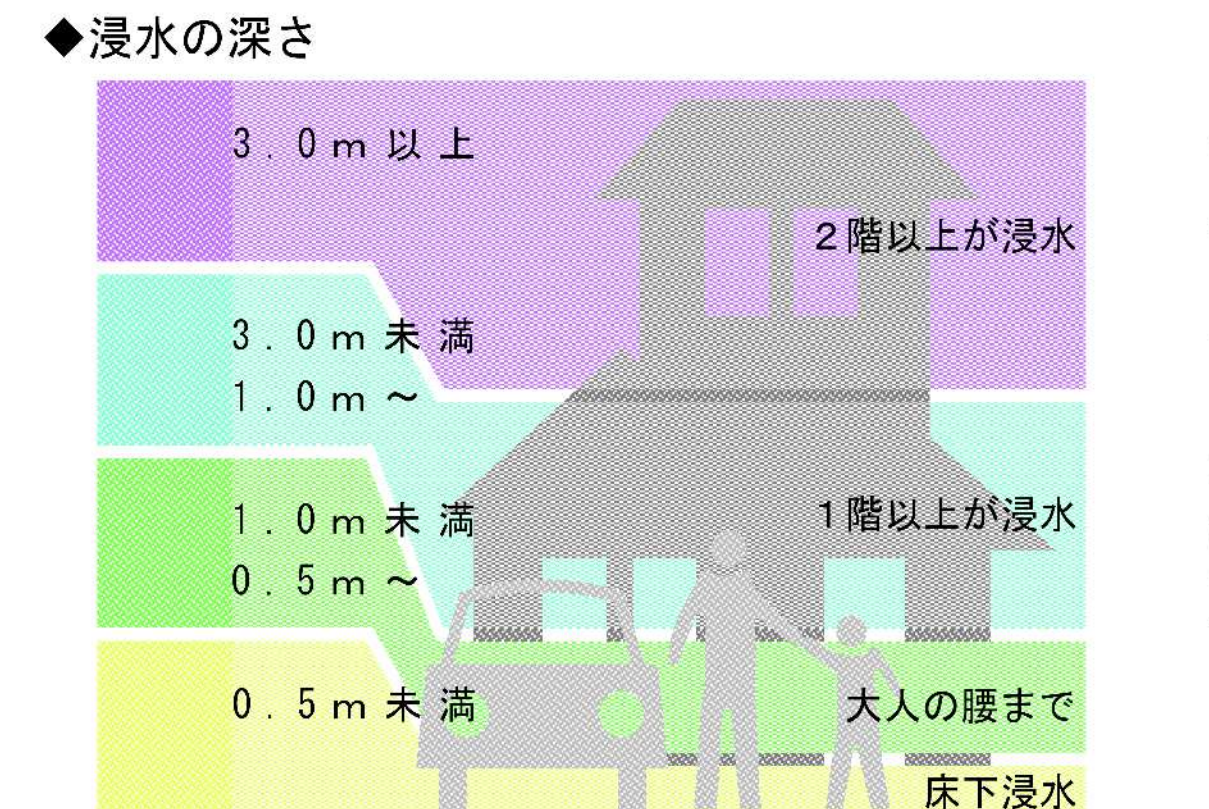 ◆浸水の深さ
3.0m以上
2階以上が浸水
3.0m未満
1.0m～
1.0m未満
1階以上が浸水
0.5m～
0.5m未満
大人の腰まで
床下浸水